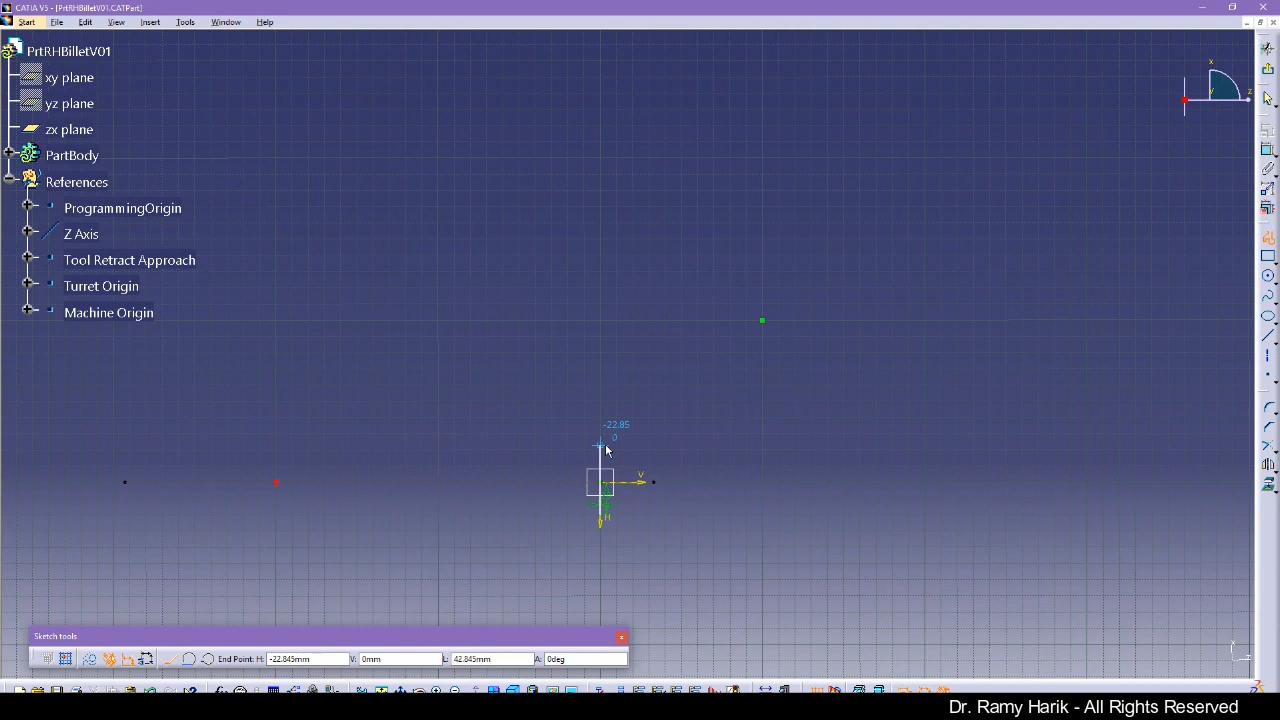 CATIA V5 - [PrtRHBilletV01.CATPart]
Start File Edit View Insert Tools Window Help
PrtRHBilletV01
xy plane
yz plane
zx plane
PartBody
References
ProgrammingOrigin
Z Axis
Tool Retract Approach
Turret Origin
Machine Origin
x
y
z
-22.85
0
V
H
Sketch tools
End Point: H: -22.845mm V: 0mm L: 42.845mm A: 0deg
Dr. Ramy Harik - All Rights Reserved